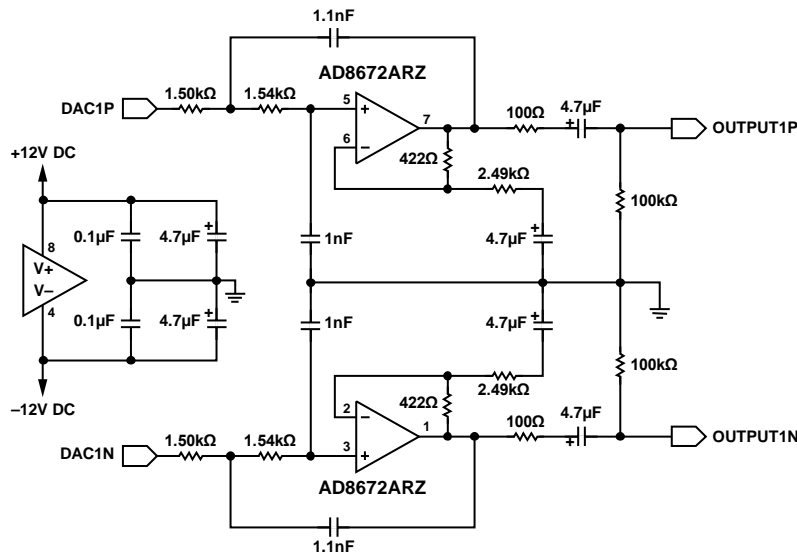 1.1nF
AD8672ARZ
1.50kΩ
1.54kΩ
DAC1P
5
+
7
6
–
100Ω
4.7µF
+
OUTPUT1P
422Ω
2.49kΩ
+12V DC
100kΩ
0.1µF
4.7µF
+
1nF
4.7µF
+
8
V+
V–
4
0.1µF
4.7µF
+
1nF
4.7µF
+
–12V DC
2.49kΩ
100kΩ
422Ω
2
–
3
+
1
100Ω
4.7µF
+
OUTPUT1N
DAC1N
1.50kΩ
1.54kΩ
AD8672ARZ
1.1nF